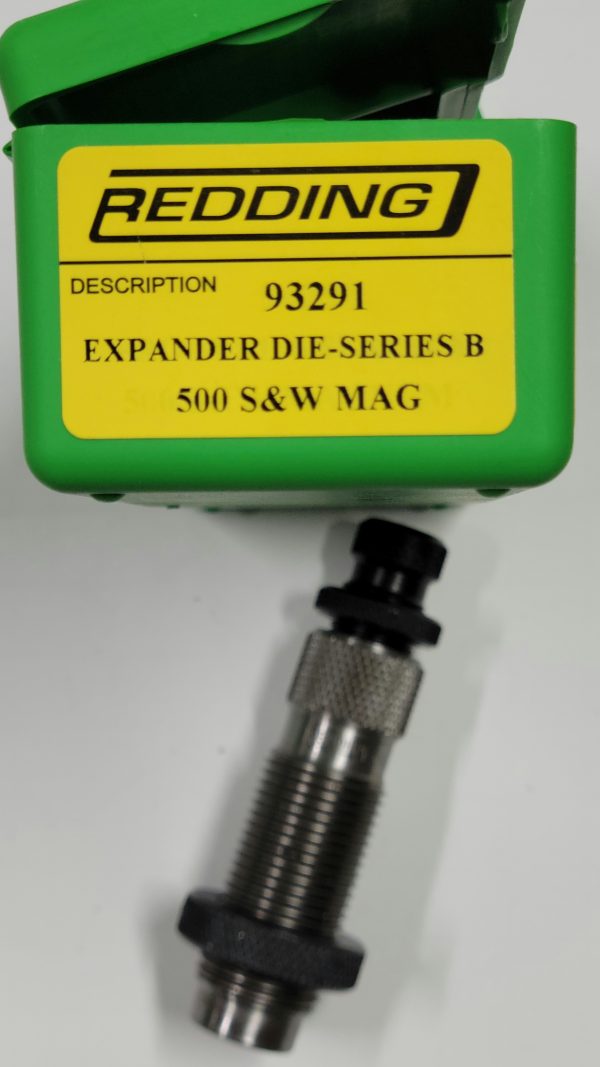 REDDING
DESCRIPTION 93291
EXPANDER DIE-SERIES B
500 S&W MAG